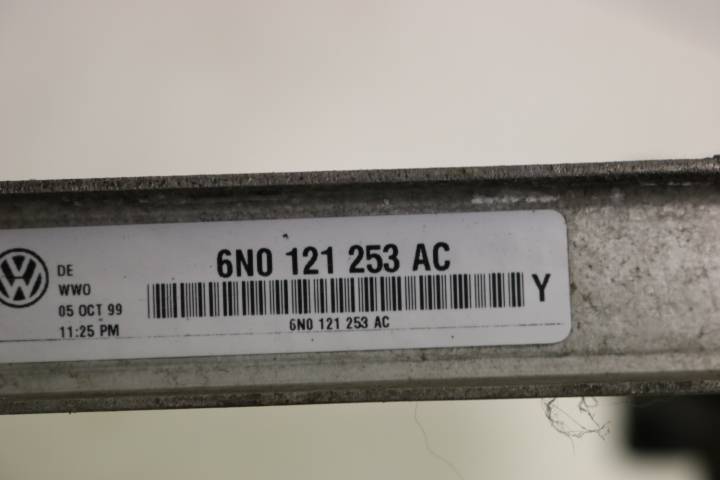 6N0 121 253 AC
DE
WWO
05 OCT 99
11:25 PM
Y
6N0 121 253 AC